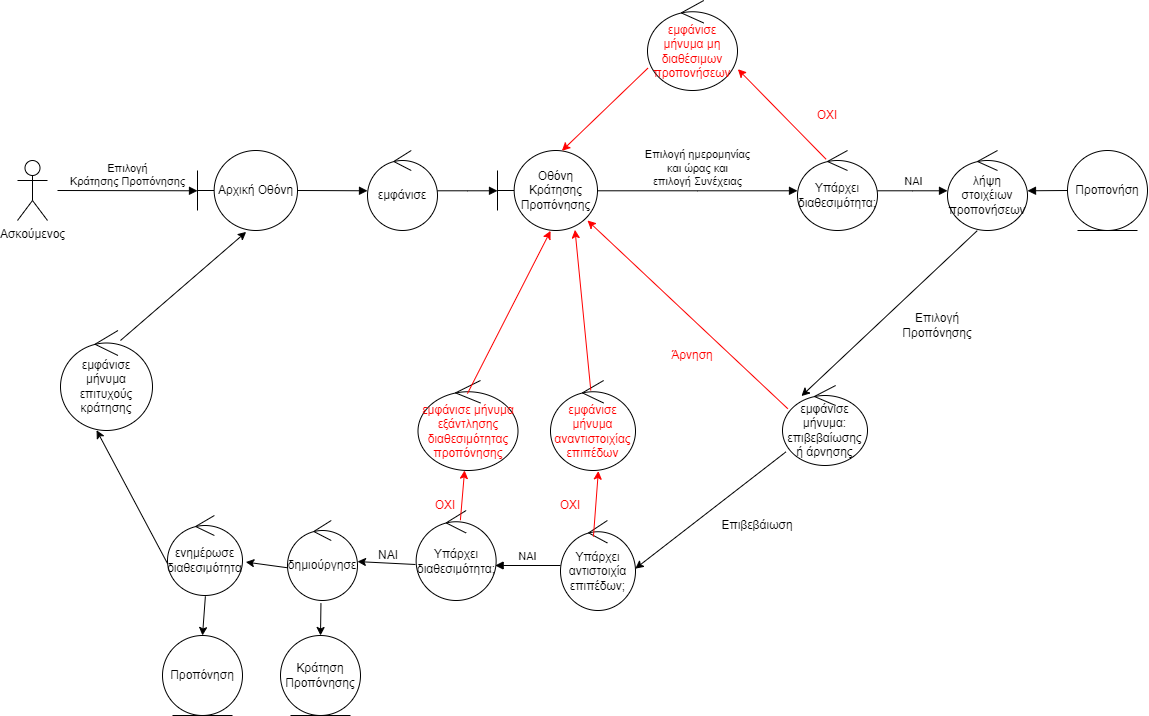 εμφάνισε
μήνυμα μη
διαθέσιμων
προπονήσεων
ΟΧΙ
Επιλογή
Κράτησης Προπόνησης
Ασκούμενος
Αρχική Οθόνη
εμφάνισε
Οθόνη
Κράτησης
Προπόνησης
Επιλογή ημερομηνίας
και ώρας και
επιλογή Συνέχειας
Υπάρχει
διαθεσιμότητα;
ΝΑΙ
λήψη
στοιχέιων
προπονήσεων
Προπονήση
Επιλογή
Προπόνησης
Άρνηση
εμφάνισε
μήνυμα
επιτυχούς
κράτησης
εμφάνισε μήνυμα
εξάντλησης
διαθεσιμότητας
προπόνησης
εμφάνισε
μήνυμα
αναντιστοιχίας
επιπέδων
εμφάνισε
μήνυμα:
επιβεβαίωσης
ή άρνησης
ΟΧΙ
ΟΧΙ
Επιβεβάιωση
ενημέρωσε
διαθεσιμότητα
δημιούργησε
ΝΑΙ
Υπάρχει
διαθεσιμότητα;
ΝΑΙ
Υπάρχει
αντιστοιχία
επιπέδων;
Προπόνηση
Κράτηση
Προπόνησης